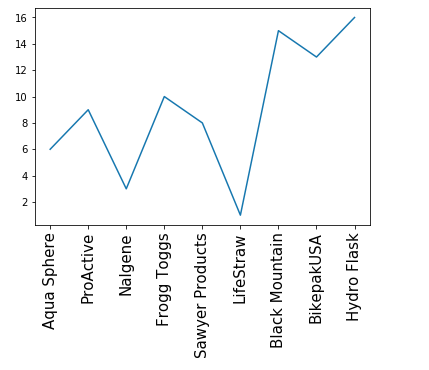 16
14
12
10
8
6
4
2
Aqua Sphere
ProActive
Nalgene
Frogg Toggs
Sawyer Products
LifeStraw
Black Mountain
BikepakUSA
Hydro Flask